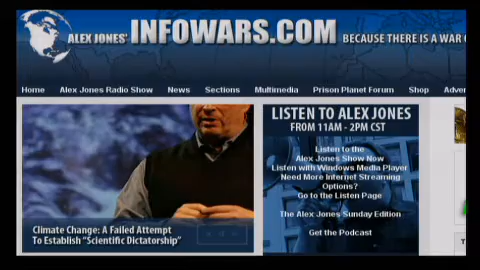 ALEX JONES' INFOWARS.COM BECAUSE THERE IS A WAR
Home Alex Jones Radio Show News Sections Multimedia Prison Planet Forum Shop Adver
LISTEN TO ALEX JONES
FROM 11AM - 2PM CST
Listen to the
Alex Jones Show Now
Listen with Windows Media Player
Need More Internet Streaming
Options?
Go to the Listen Page
The Alex Jones Sunday Edition
Get the Podcast
Climate Change: A Failed Attempt
To Establish “Scientific Dictatorship”